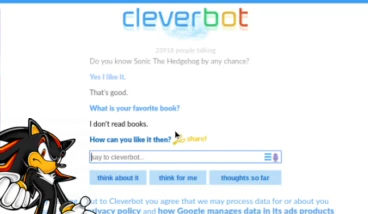 cleverbot
people talking
Do you know Sonic The Hedgehog by any chance?
Yes I like it.
That's good.
What is your favorite book?
I don't read books.
How can you like it then? share!
say to cleverbot...
think about it think for me thoughts so far
to Cleverbot you agree that we may process data for or about you
privacy policy and how Google manages data in its ads products